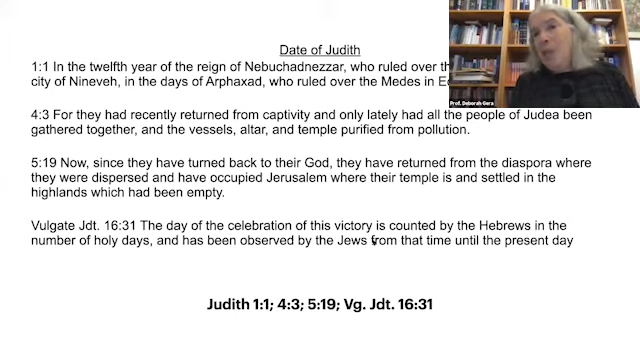 Date of Judith
1:1 In the twelfth year of the reign of Nebuchadnezzar, who ruled over th
city of Nineveh, in the days of Arphaxad, who ruled over the Medes in E
4:3 For they had recently returned from captivity and only lately had all the people of Judea been
gathered together, and the vessels, altar, and temple purified from pollution.
5:19 Now, since they have turned back to their God, they have returned from the diaspora where
they were dispersed and have occupied Jerusalem where their temple is and settled in the
highlands which had been empty.
Vulgate Jdt. 16:31 The day of the celebration of this victory is counted by the Hebrews in the
number of holy days, and has been observed by the Jews from that time until the present day
Judith 1:1; 4:3; 5:19; Vg. Jdt. 16:31
Prof. Deborah Gera